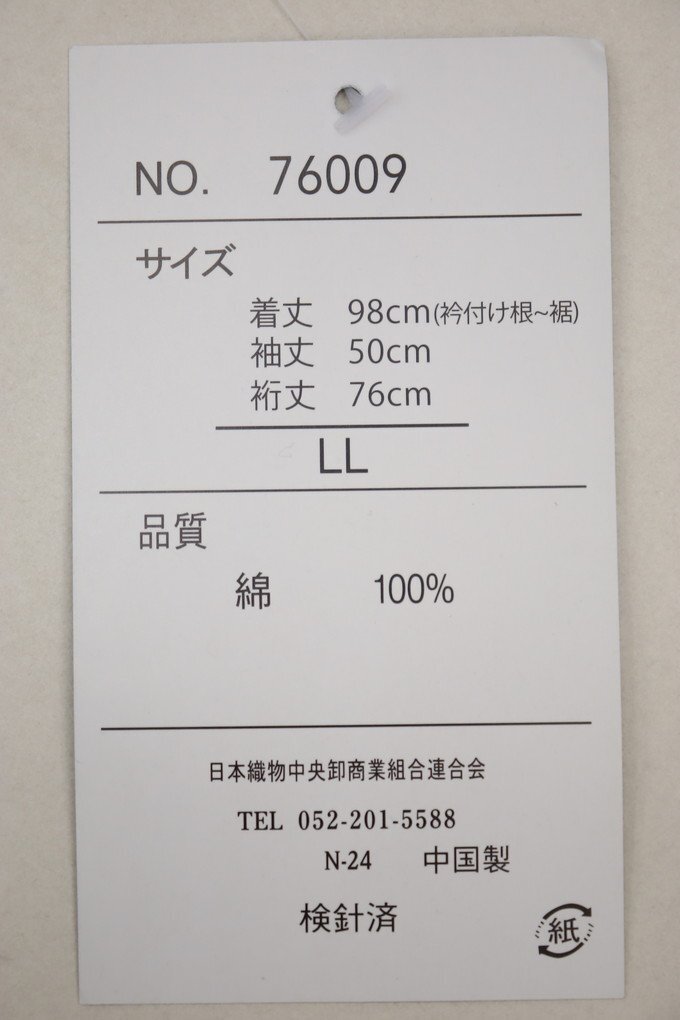 NO. 76009
サイズ
着丈 98cm(衿付け根~裾)
袖丈 50cm
裄丈 76cm
LL
品質
綿 100%
日本織物中央卸商業組合連合会
TEL 052-201-5588
N-24 中国製
検針済
紙